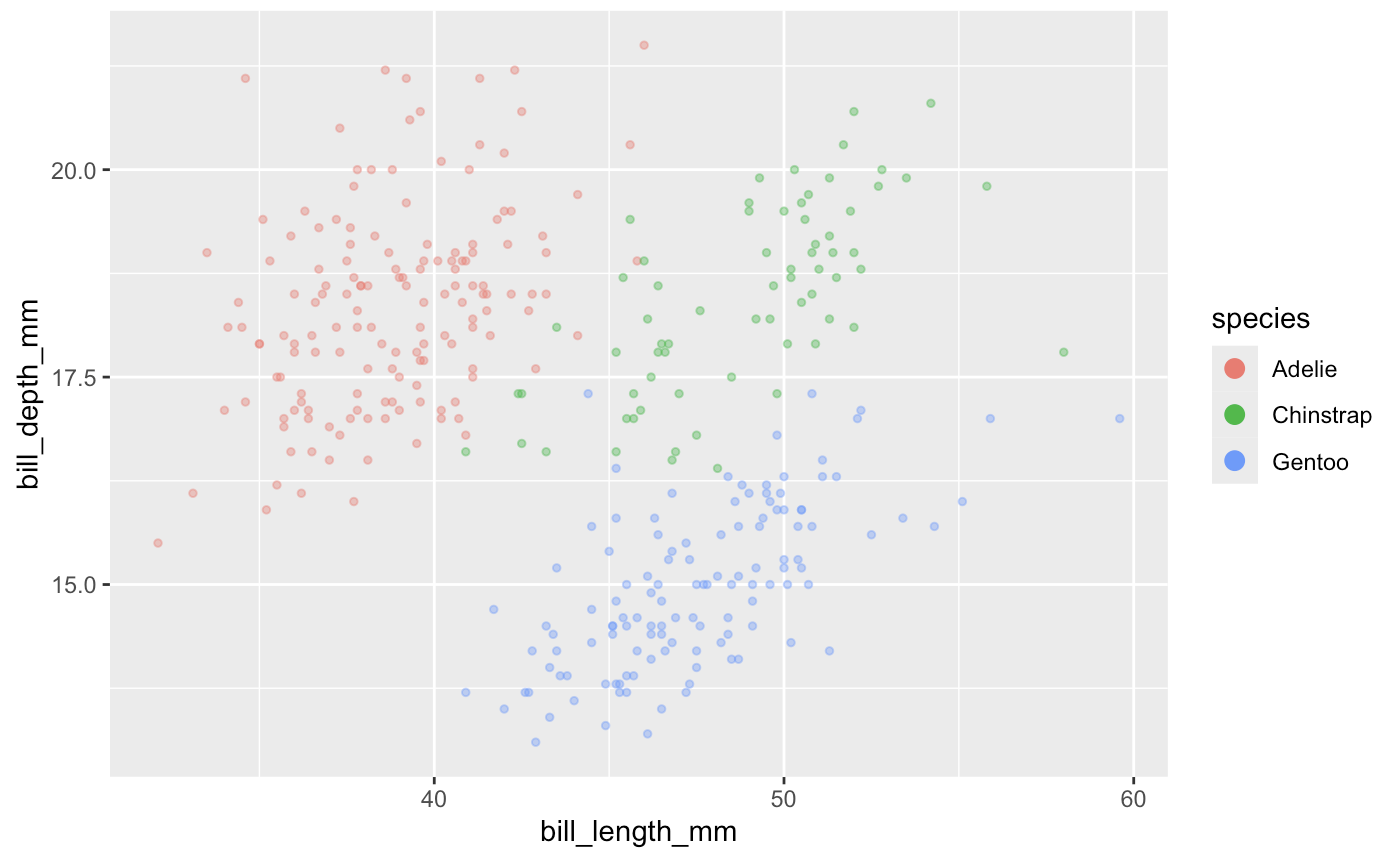 bill_depth_mm
20.0
17.5
15.0
40
50
60
bill_length_mm
species
Adelie
Chinstrap
Gentoo